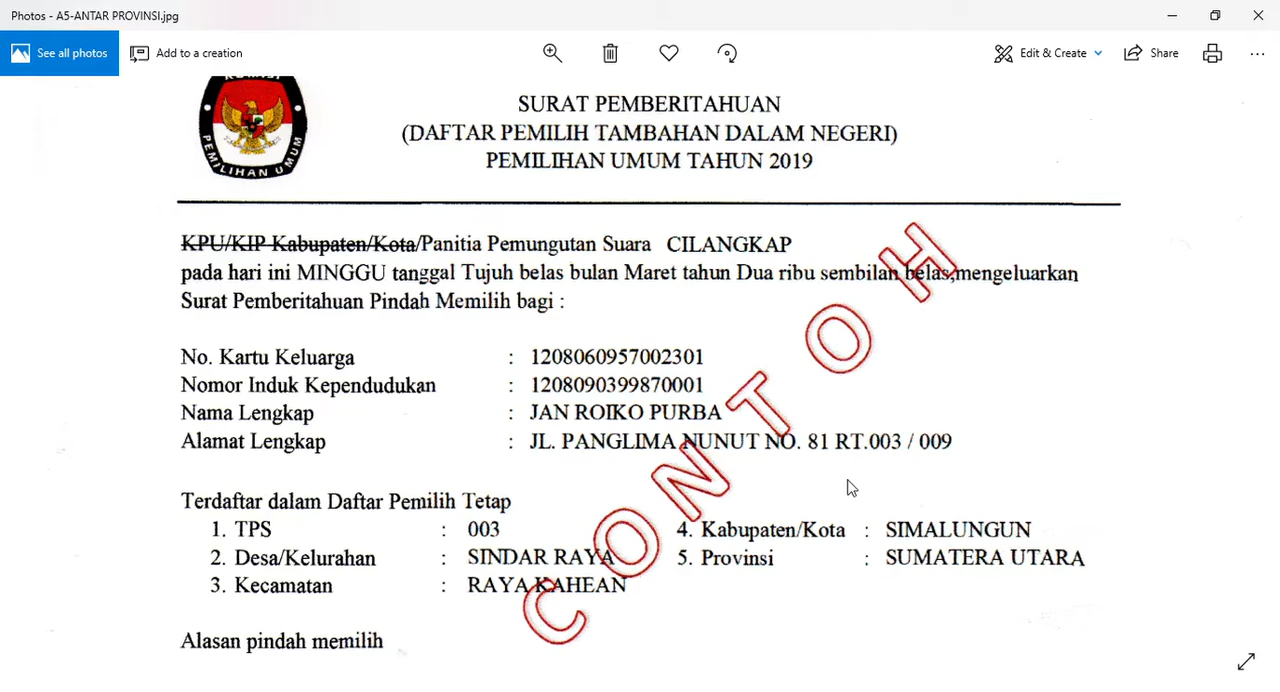 Photos - A5-ANTAR PROVINSI.jpg
See all photos
Add to a creation
Edit & Create
Share
PEMILIHAN UMUM
SURAT PEMBERITAHUAN
(DAFTAR PEMILIH TAMBAHAN DALAM NEGERI)
PEMILIHAN UMUM TAHUN 2019
KPU/KIP Kabupaten/Kota/Panitia Pemungutan Suara CILANGKAP
pada hari ini MINGGU tanggal Tujuh belas bulan Maret tahun Dua ribu sembilan belas,mengeluarkan
Surat Pemberitahuan Pindah Memilih bagi :
No. Kartu Keluarga : 1208060957002301
Nomor Induk Kependudukan : 1208090399870001
Nama Lengkap : JAN ROIKO PURBA
Alamat Lengkap : JL. PANGLIMA NUNUT NO. 81 RT.003 / 009
Terdaftar dalam Daftar Pemilih Tetap
1. TPS : 003 4. Kabupaten/Kota : SIMALUNGUN
2. Desa/Kelurahan : SINDAR RAYA 5. Provinsi : SUMATERA UTARA
3. Kecamatan : RAYA KAHEAN
Alasan pindah memilih
CONTOH